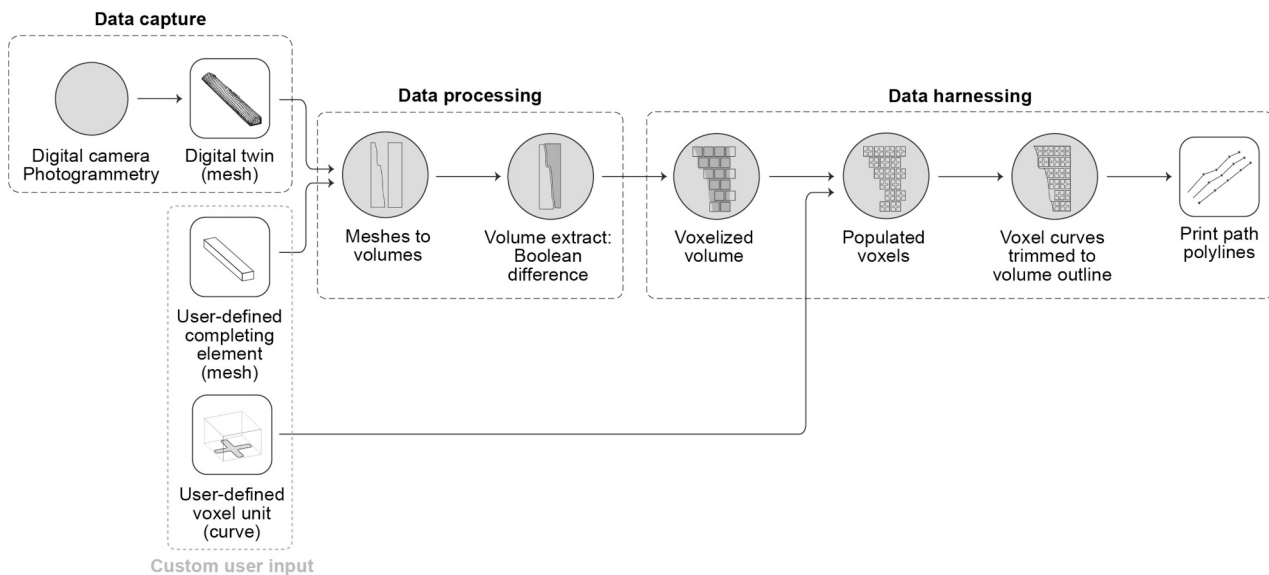 Data capture
Digital camera
Photogrammetry
Digital twin
(mesh)
User-defined
completing
element
(mesh)
User-defined
voxel unit
(curve)
Custom user input
Data processing
Meshes to
volumes
Volume extract:
Boolean
difference
Data harnessing
Voxelized
volume
Populated
voxels
Voxel curves
trimmed to
volume outline
Print path
polylines